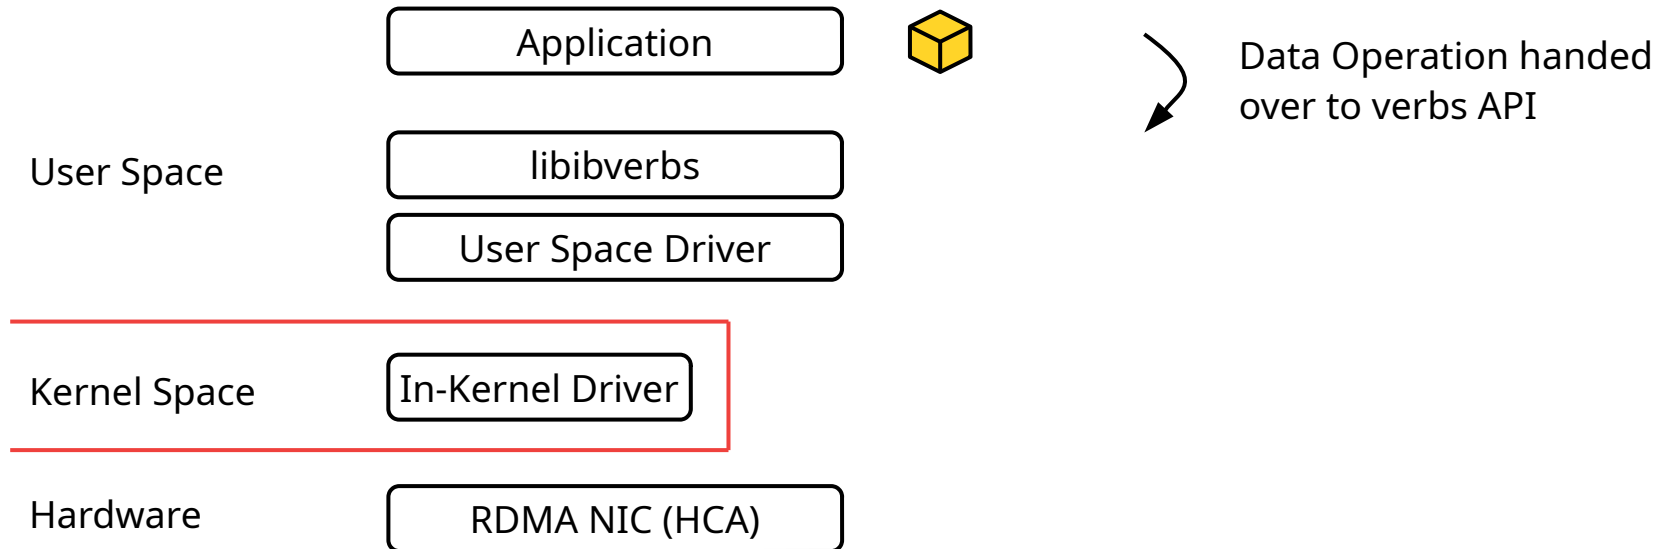 Application
Data Operation handed
over to verbs API
User Space
libibverbs
User Space Driver
Kernel Space
In-Kernel Driver
Hardware
RDMA NIC (HCA)